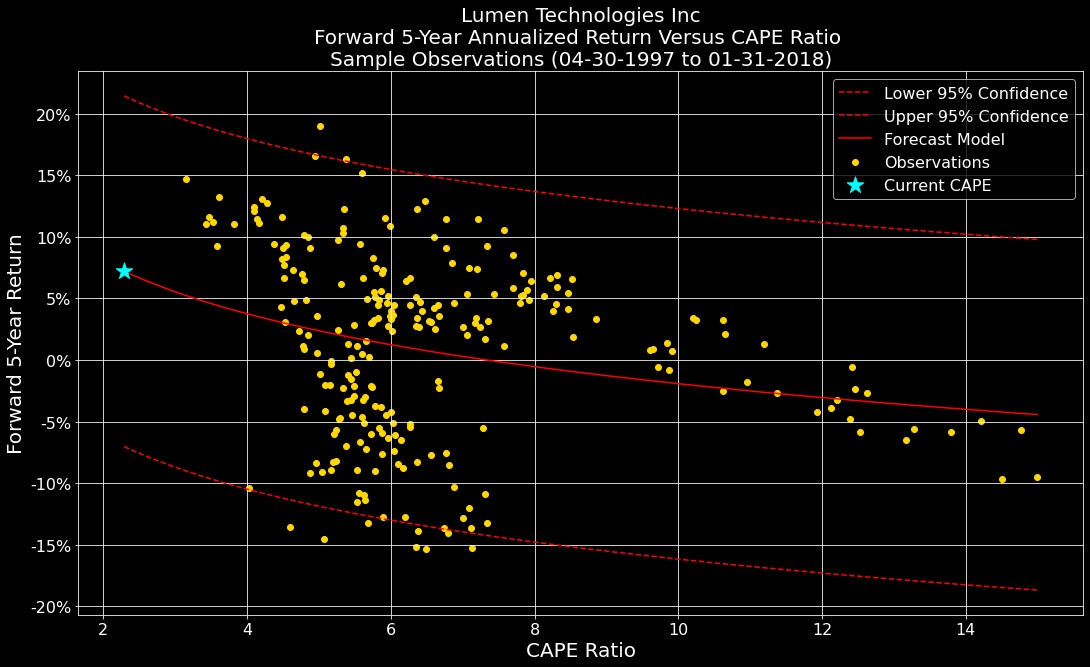 Lumen Technologies Inc
Forward 5-Year Annualized Return Versus CAPE Ratio
Sample Observations (04-30-1997 to 01-31-2018)
Lower 95% Confidence
Upper 95% Confidence
Forecast Model
Observations
Current CAPE
Forward 5-Year Return
20%
15%
10%
5%
0%
-5%
-10%
-15%
-20%
2 4 6 8 10 12 14
CAPE Ratio